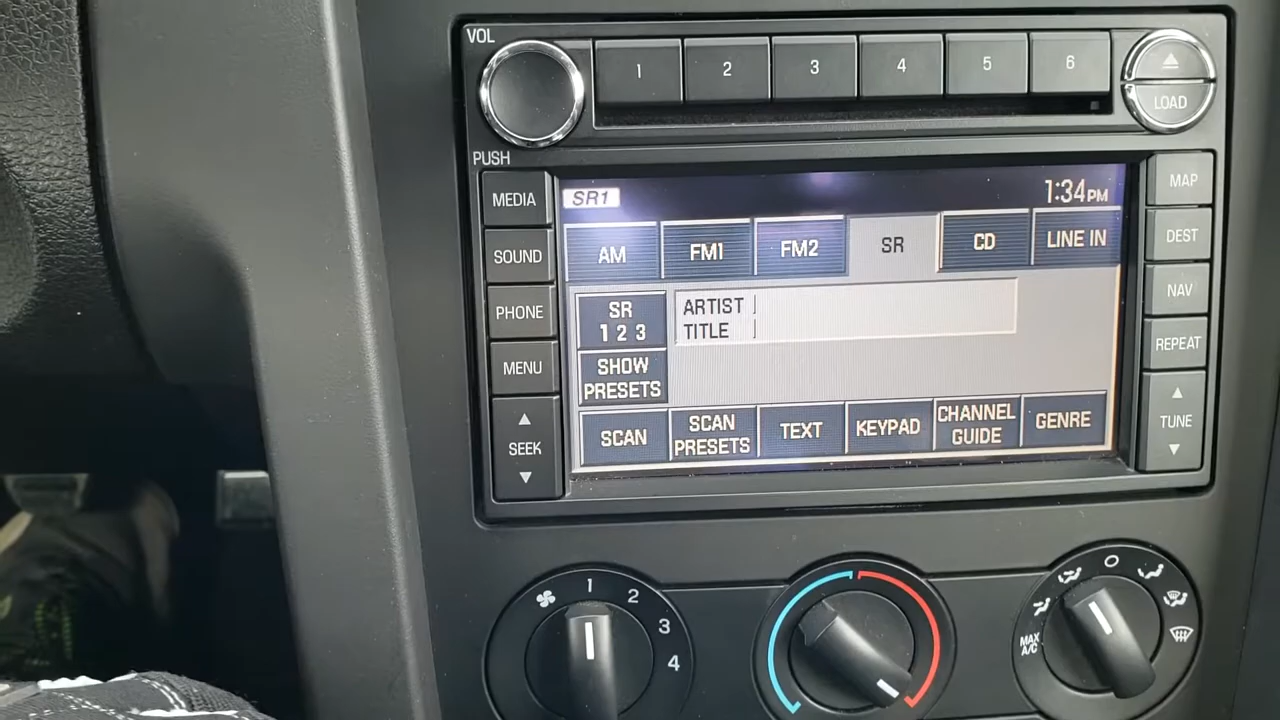 VOL
1 2 3 4 5 6
LOAD
PUSH
MEDIA
SOUND
PHONE
MENU
SEEK
SR1
1:34PM
AM FM1 FM2 SR CD LINE IN
SR
1 2 3
ARTIST
TITLE
SHOW
PRESETS
SCAN
SCAN
PRESETS
TEXT
KEYPAD
CHANNEL
GUIDE
GENRE
MAP
DEST
NAV
REPEAT
TUNE
1
2
3
4
MAX
A/C